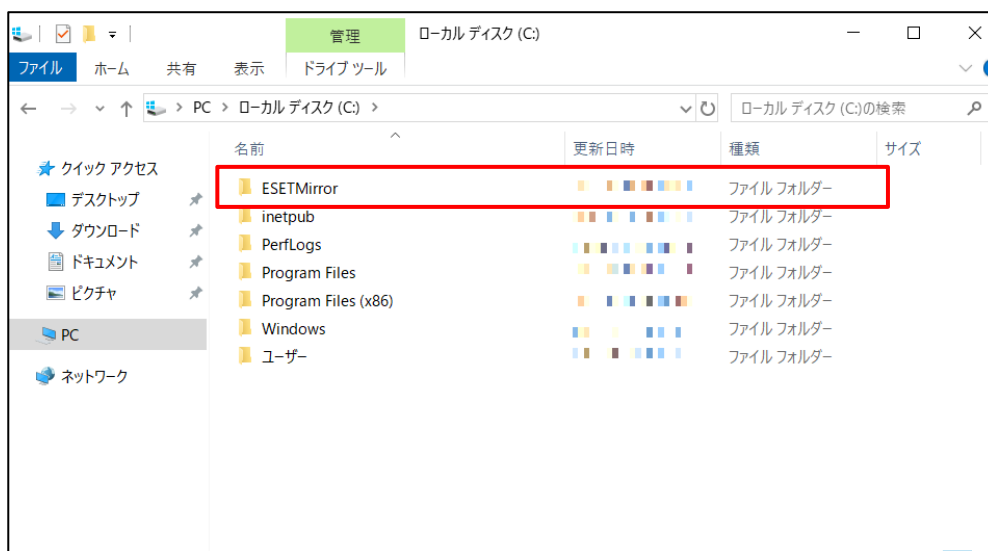 管理 ローカル ディスク (C:)
ファイル ホーム 共有 表示 ドライブ ツール
PC > ローカル ディスク (C:) > ローカル ディスク (C:)の検索
名前 更新日時 種類 サイズ
クイック アクセス
デスクトップ
ダウンロード
ドキュメント
ピクチャ
PC
ネットワーク
ESETMirror ファイル フォルダー
inetpub ファイル フォルダー
PerfLogs ファイル フォルダー
Program Files ファイル フォルダー
Program Files (x86) ファイル フォルダー
Windows ファイル フォルダー
ユーザー ファイル フォルダー